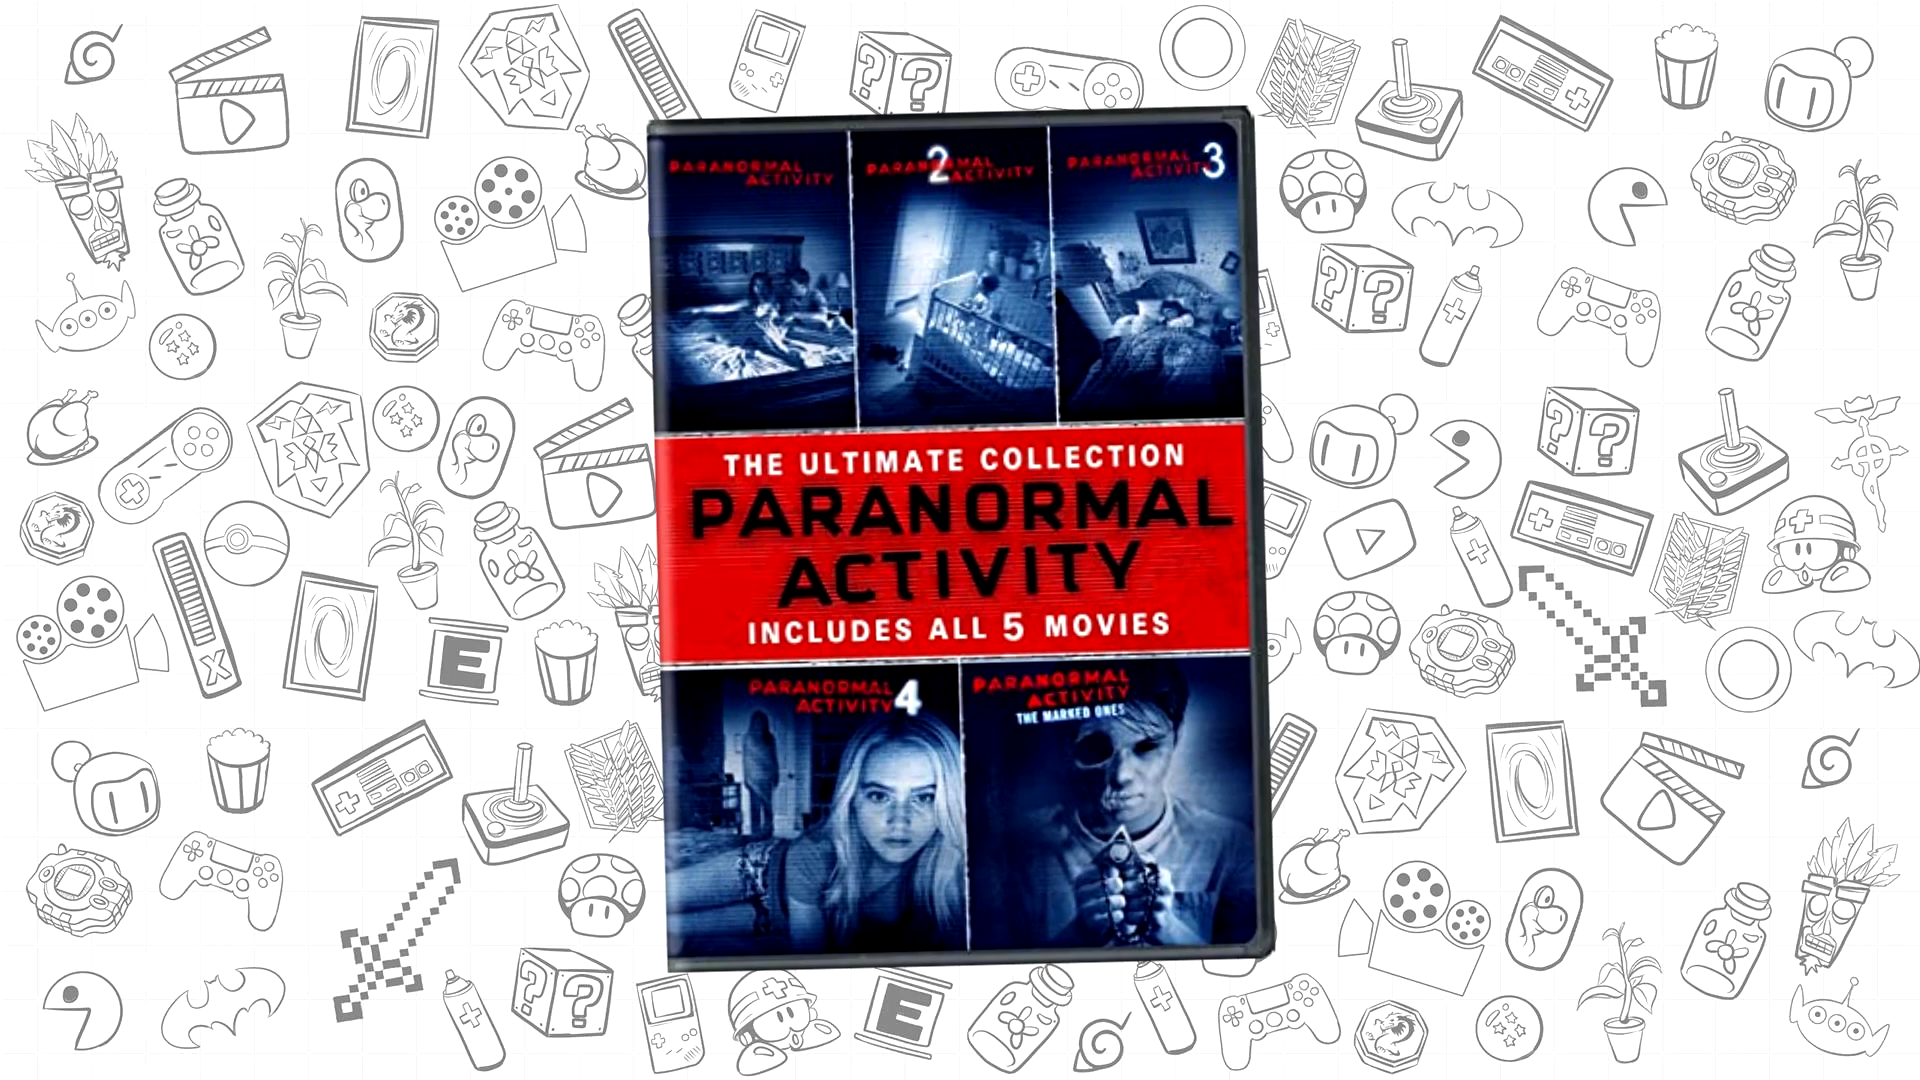 PARANORMAL
ACTIVITY
2
PARANORMAL
ACTIVITY
PARANORMAL
ACTIVITY 3
THE ULTIMATE COLLECTION
PARANORMAL
ACTIVITY
INCLUDES ALL 5 MOVIES
PARANORMAL
ACTIVITY 4
PARANORMAL
ACTIVITY
THE MARKED ONES
? ?
? ?
? ?
X
E
? ?
E